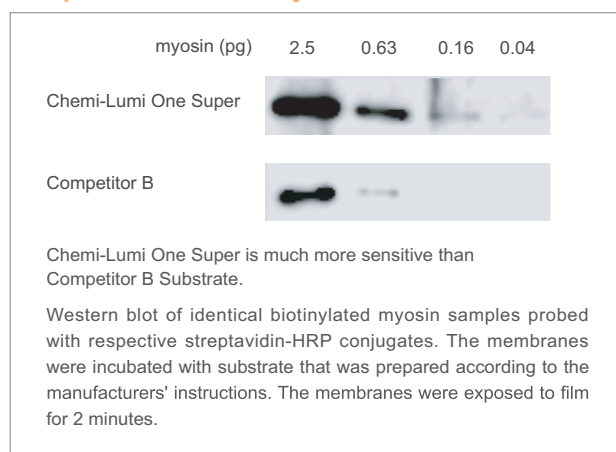 myosin (pg) 2.5 0.63 0.16 0.04
Chemi-Lumi One Super
Competitor B
Chemi-Lumi One Super is much more sensitive than
Competitor B Substrate.
Western blot of identical biotinylated myosin samples probed
with respective streptavidin-HRP conjugates. The membranes
were incubated with substrate that was prepared according to the
manufacturers' instructions. The membranes were exposed to film
for 2 minutes.